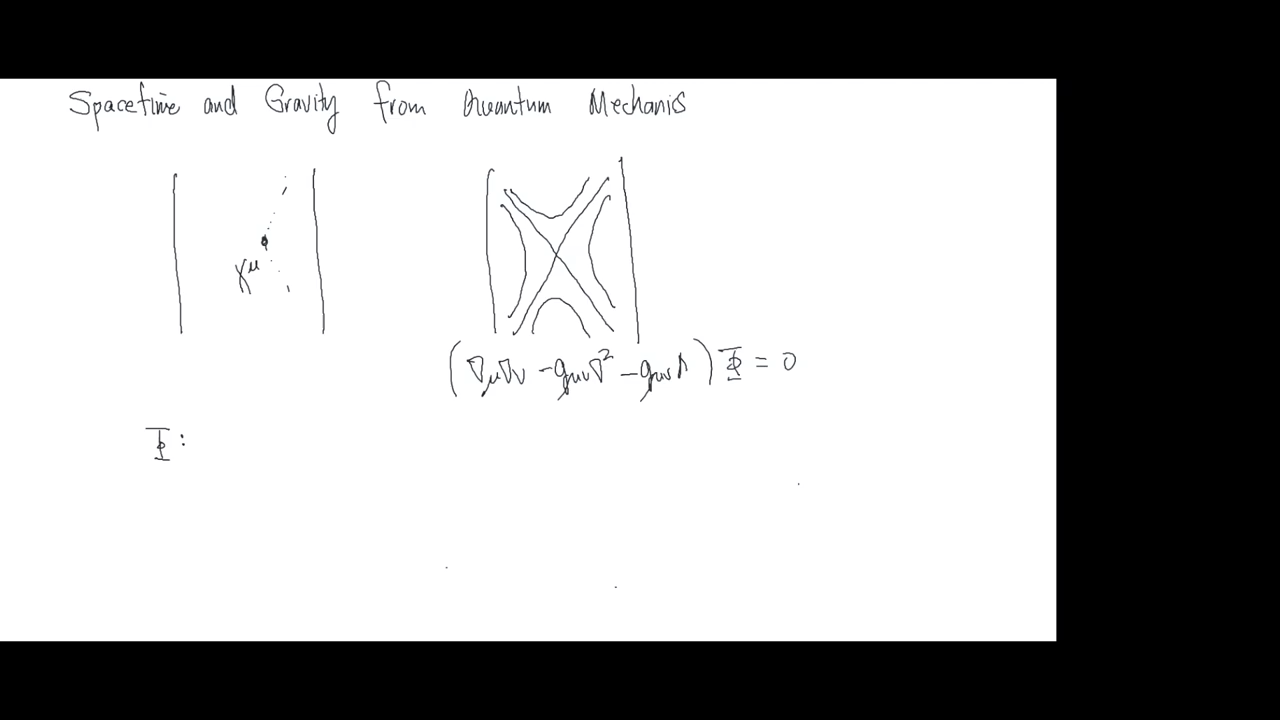 Spacetime and Gravity from Quantum Mechanics
X^μ
(∇_μ∇_ν - g_μν∇² - g_μνΛ)Φ = 0
Φ: